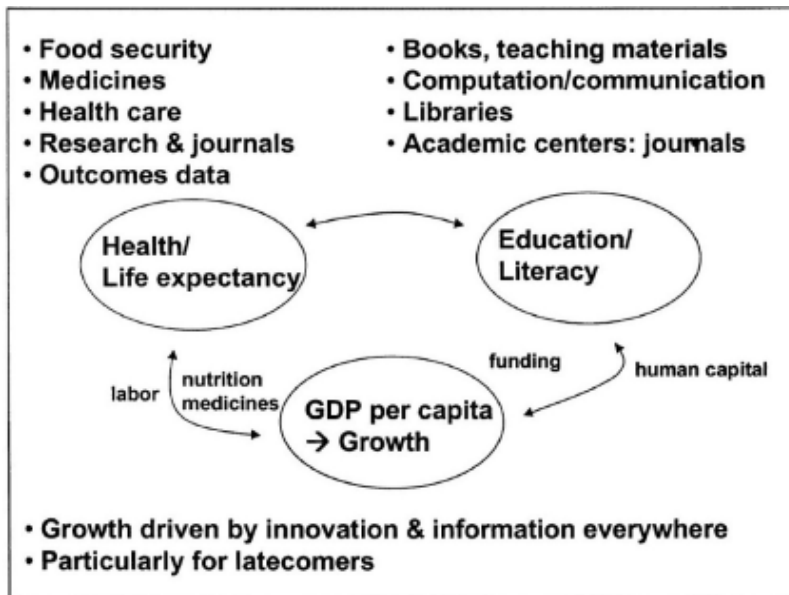 • Food security
• Medicines
• Health care
• Research & journals
• Outcomes data
• Books, teaching materials
• Computation/communication
• Libraries
• Academic centers: journals
Health/
Life expectancy
Education/
Literacy
labor
nutrition
medicines
funding
human capital
GDP per capita
→ Growth
• Growth driven by innovation & information everywhere
• Particularly for latecomers